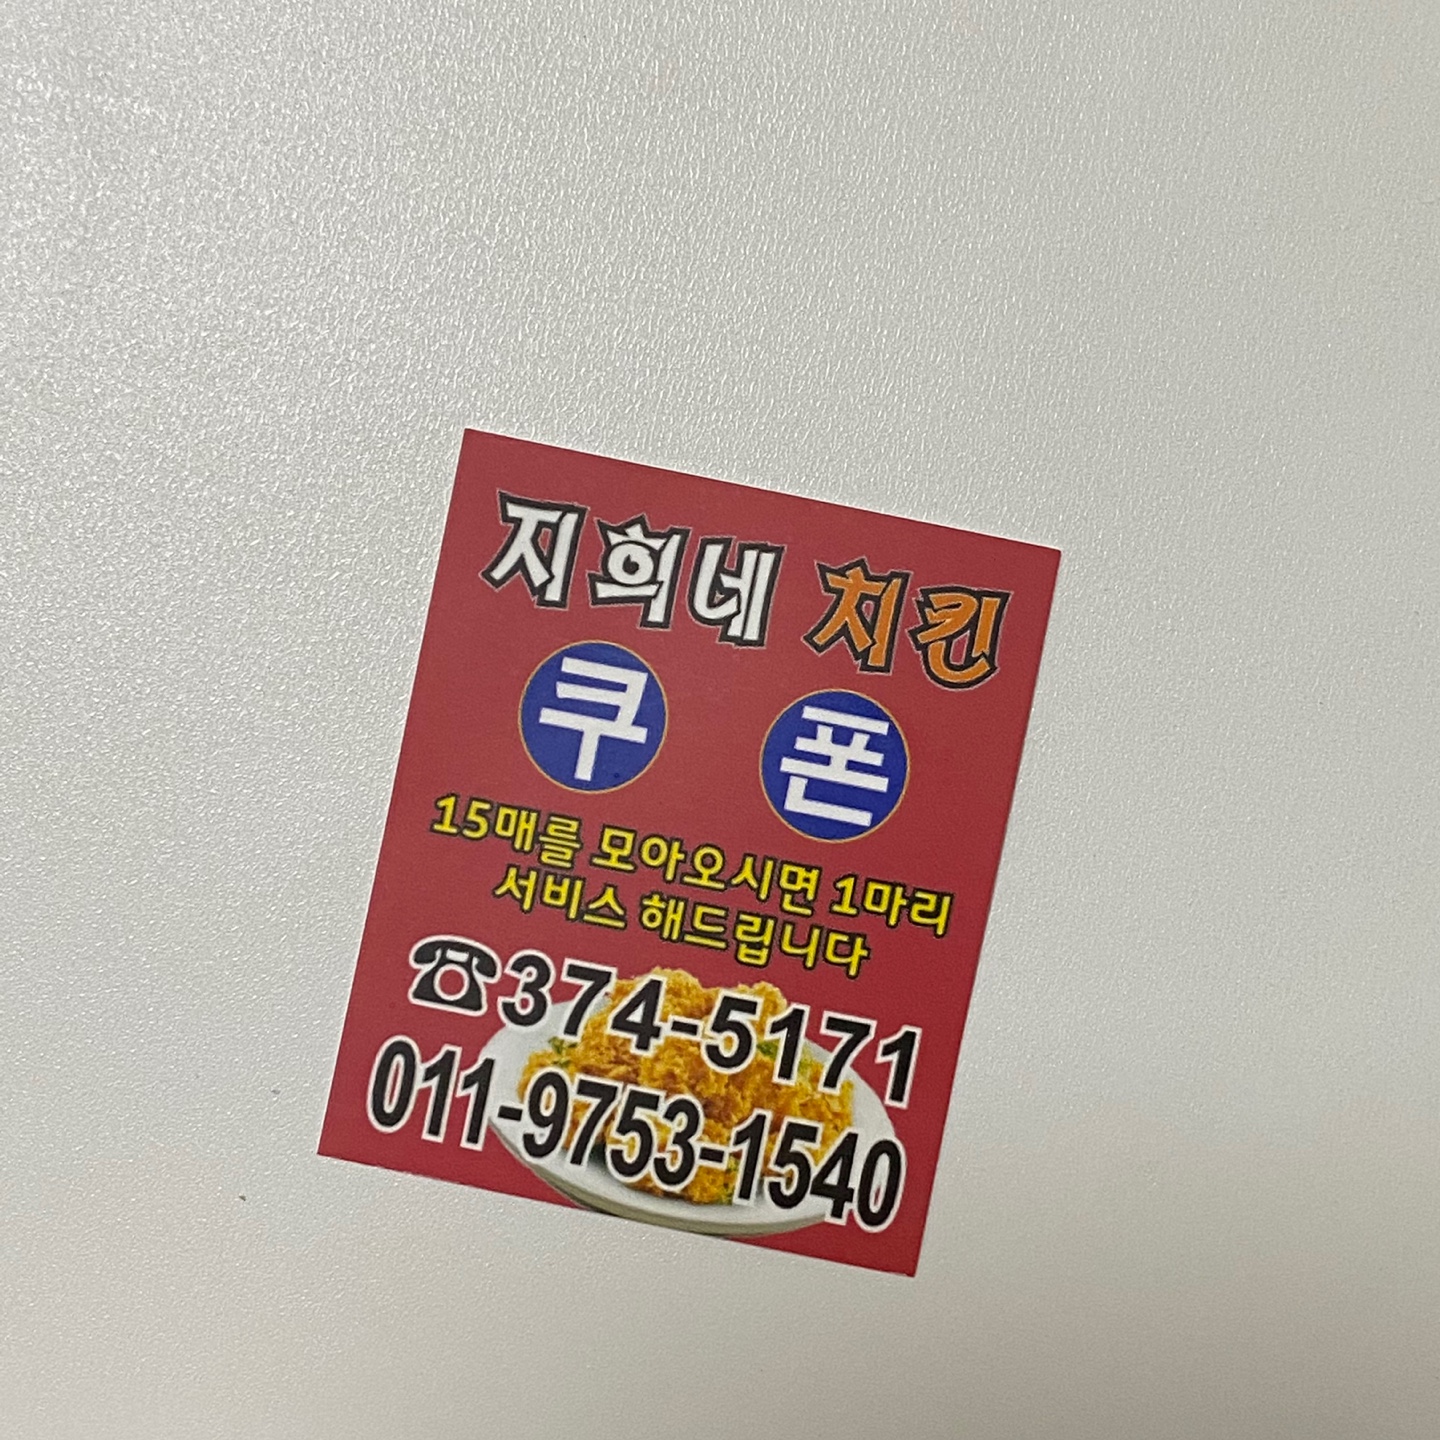 지희네 치킨
쿠 폰
15매를 모아오시면 1마리
서비스 해드립니다
☎374-5171
011-9753-1540